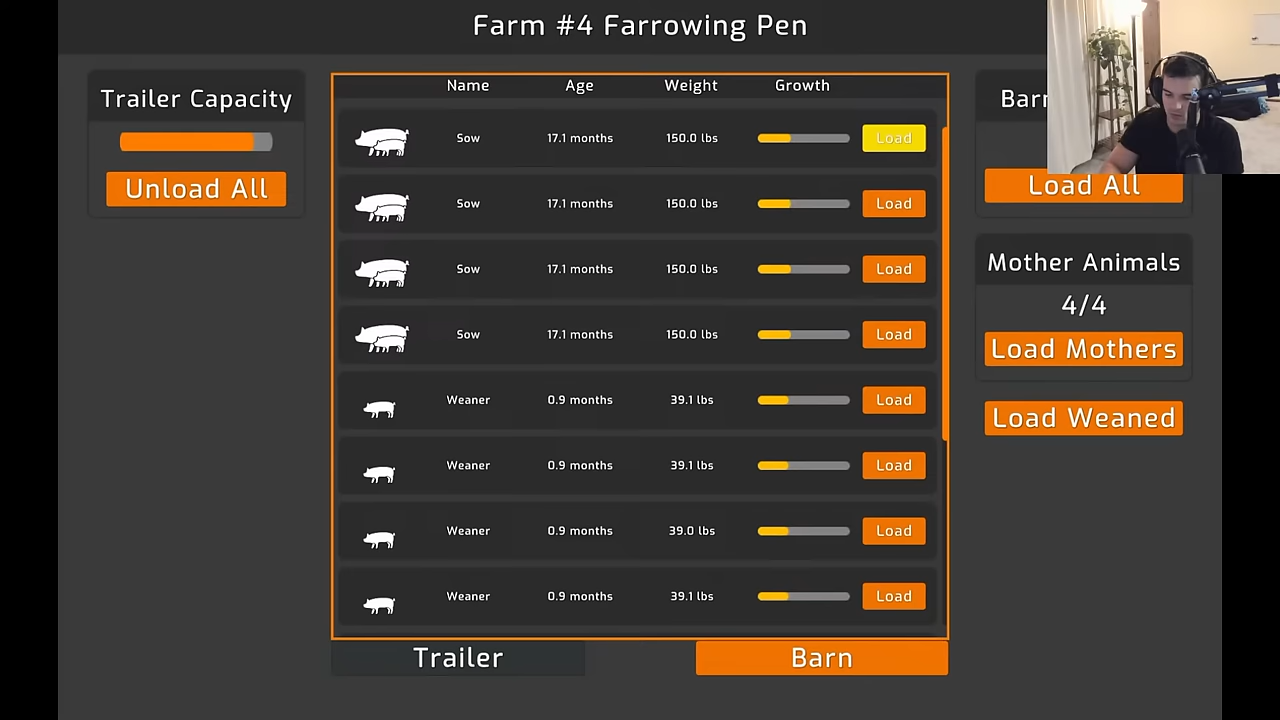 Farm #4 Farrowing Pen
Trailer Capacity
Unload All
Name Age Weight Growth
Sow 17.1 months 150.0 lbs Load
Sow 17.1 months 150.0 lbs Load
Sow 17.1 months 150.0 lbs Load
Sow 17.1 months 150.0 lbs Load
Weaner 0.9 months 39.1 lbs Load
Weaner 0.9 months 39.1 lbs Load
Weaner 0.9 months 39.0 lbs Load
Weaner 0.9 months 39.1 lbs Load
Trailer
Barn
Load All
Mother Animals
4/4
Load Mothers
Load Weaned